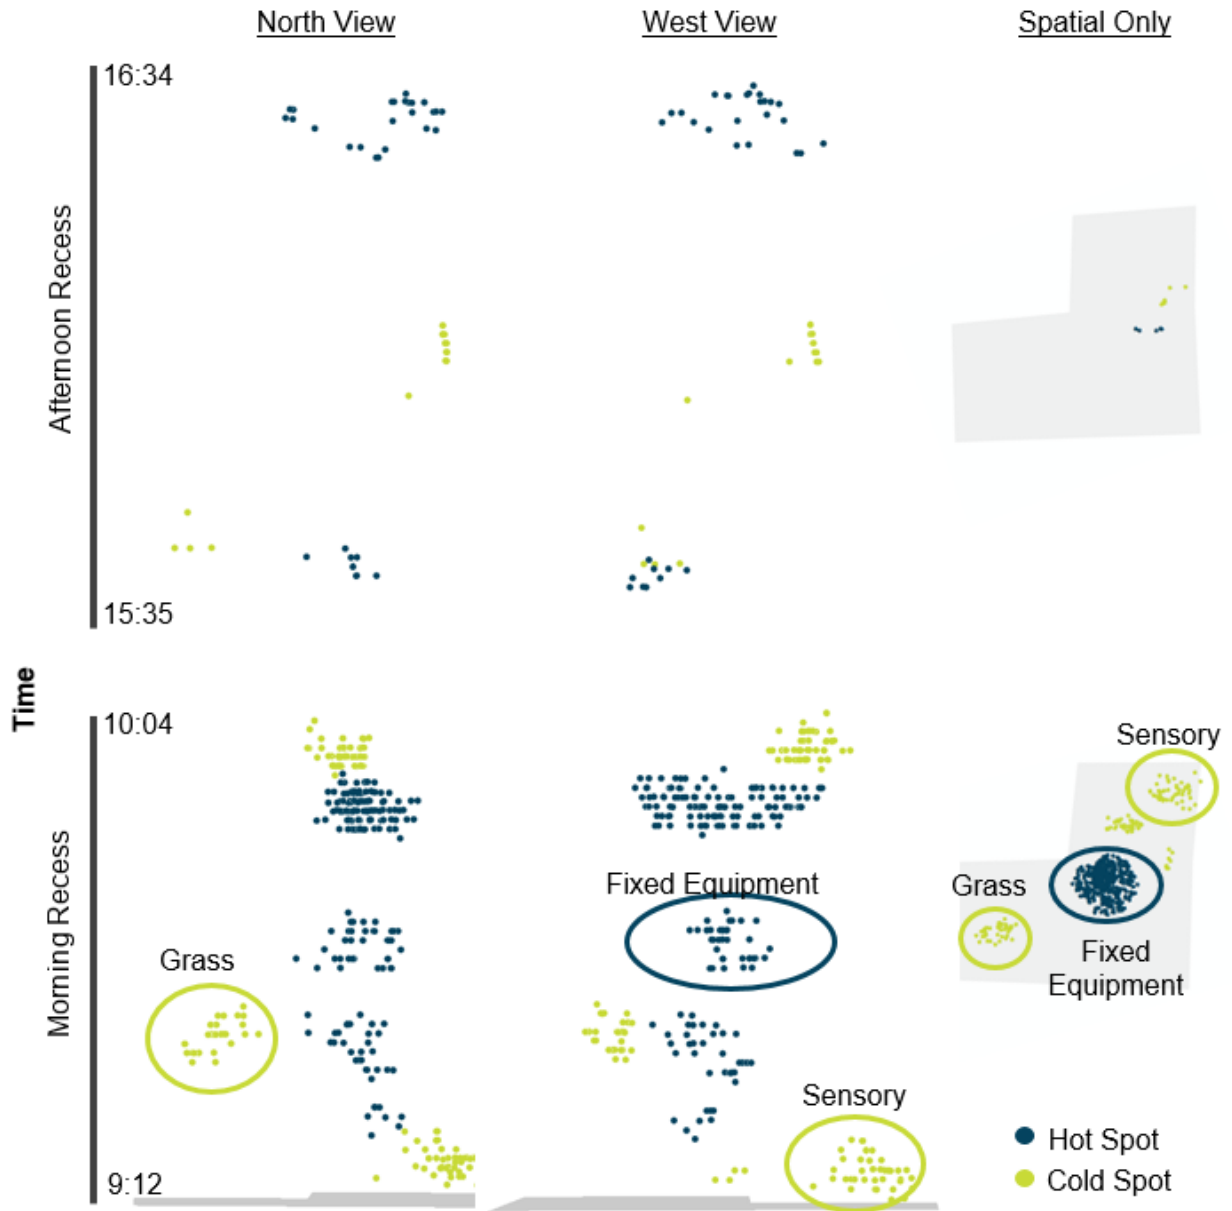 North View
West View
Spatial Only
16:34
Afternoon Recess
15:35
Time
10:04
Sensory
Fixed Equipment
Grass
Fixed
Equipment
Morning Recess
Grass
Sensory
Hot Spot
Cold Spot
9:12